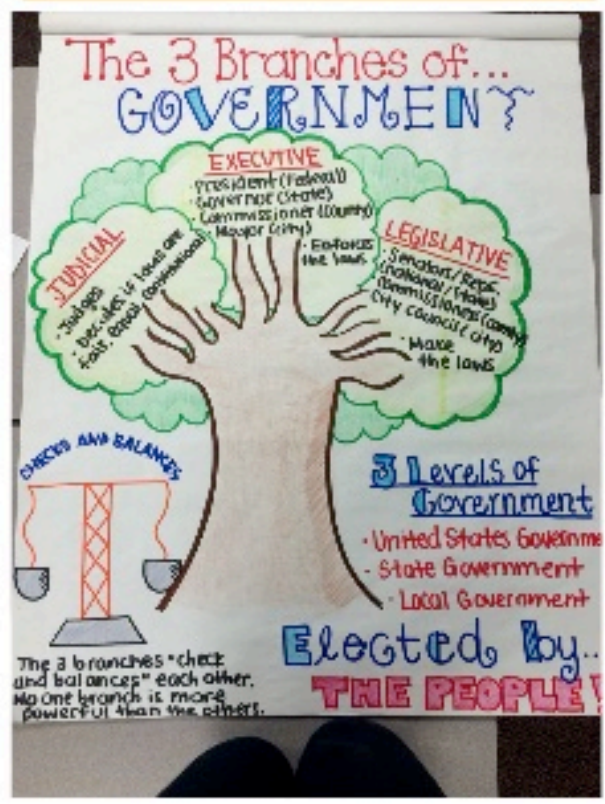 The 3 Branches of...
GOVERNMENT
EXECUTIVE
· President (Federal)
· Governor (State)
· Commissioner (County)
· Mayor (City)
· Enforces
the laws
JUDICIAL
· Judges
· Decides if laws are
fair, equal, constitutional
LEGISLATIVE
· Senators/Reps.
(national/state)
Commissioners (county)
City Council (city)
· Make
the laws
CHECKS AND BALANCES
The 3 branches "check
and balances" each other.
No one branch is more
powerful than the others.
3 Levels of
Government
· United States Governme
· State Government
· Local Government
Elected by...
THE PEOPLE!